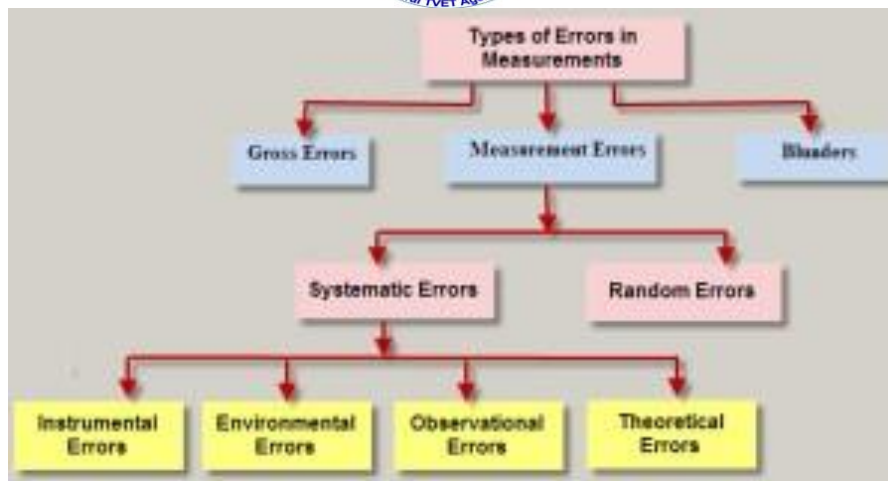 TVET
Types of Errors in
Measurements
Gross Errors
Measurement Errors
Blunders
Systematic Errors
Random Errors
Instrumental
Errors
Environmental
Errors
Observational
Errors
Theoretical
Errors